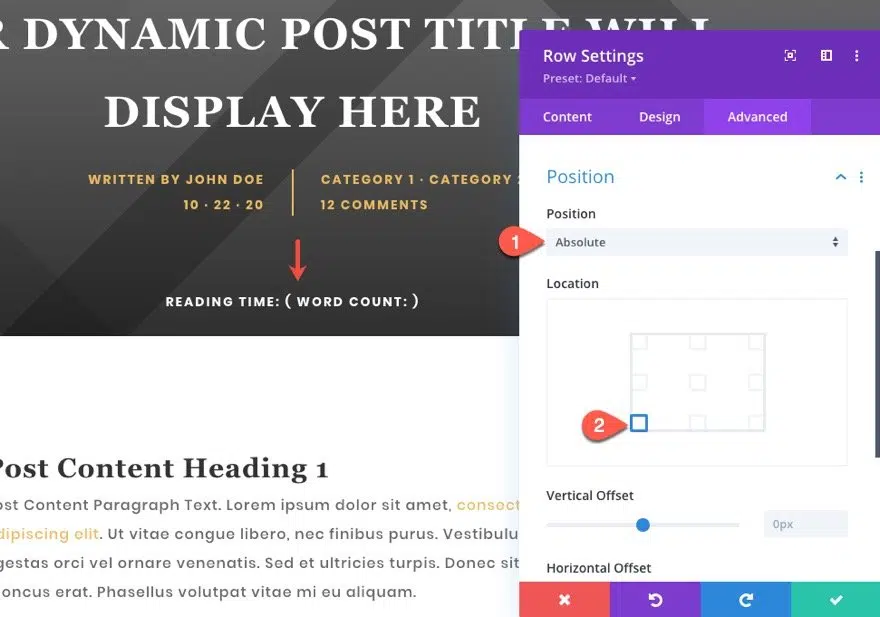 R DYNAMIC POST TITLE WILL
DISPLAY HERE
WRITTEN BY JOHN DOE
10 · 22 · 20
CATEGORY 1 · CATEGORY
12 COMMENTS
READING TIME: ( WORD COUNT: )
Post Content Heading 1
ost Content Paragraph Text. Lorem ipsum dolor sit amet, consect
dipiscing elit. Ut vitae congue libero, nec finibus purus. Vestibulu
gestas orci vel ornare venenatis. Sed et ultricies turpis. Donec sit
oncus erat. Phasellus volutpat vitae mi eu aliquam.
Row Settings
Preset: Default
Content Design Advanced
Position
Position
1
Absolute
Location
2
Vertical Offset
0px
Horizontal Offset